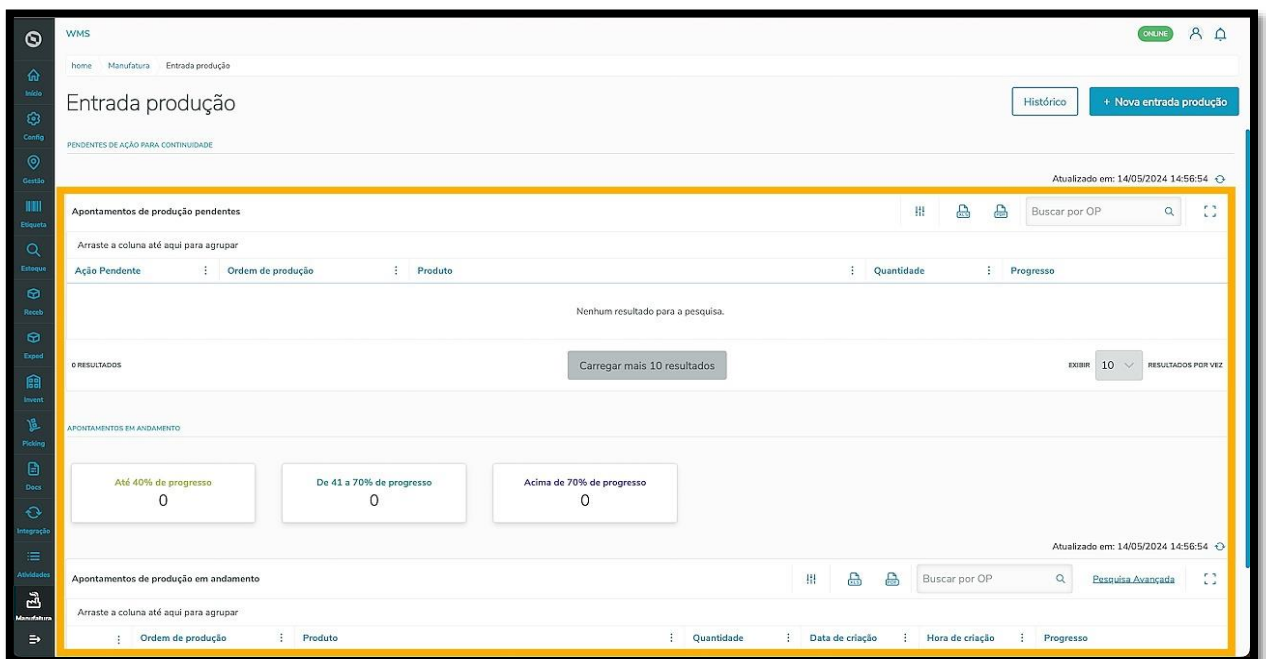 WMS
ONLINE
home Manufatura Entrada produção
Entrada produção
Histórico
+ Nova entrada produção
PENDENTES DE AÇÃO PARA CONTINUIDADE
Atualizado em: 14/05/2024 14:56:54
Apontamentos de produção pendentes
XLS
PDF
Buscar por OP
Arraste a coluna até aqui para agrupar
Ação Pendente Ordem de produção Produto Quantidade Progresso
Nenhum resultado para a pesquisa.
0 RESULTADOS
Carregar mais 10 resultados
EXIBIR 10 RESULTADOS POR VEZ
APONTAMENTOS EM ANDAMENTO
Até 40% de progresso
0
De 41 a 70% de progresso
0
Acima de 70% de progresso
0
Atualizado em: 14/05/2024 14:56:54
Apontamentos de produção em andamento
XLS
PDF
Buscar por OP
Pesquisa Avançada
Arraste a coluna até aqui para agrupar
Ordem de produção Produto Quantidade Data de criação Hora de criação Progresso
Início
Config
Gestão
Etiqueta
Estoque
Receb
Exped
Invent
Picking
Docs
Integração
Atividades
Manufatura